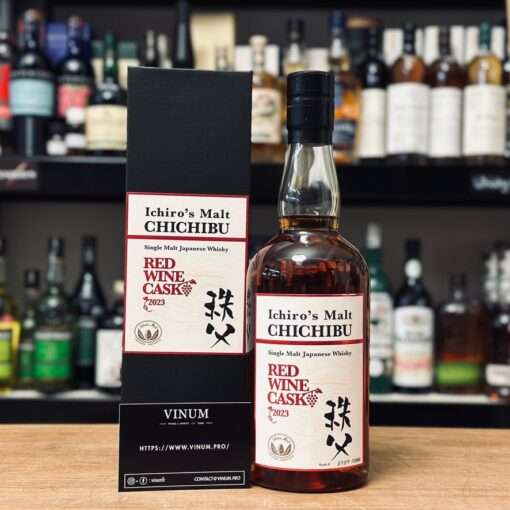 Ichiro's Malt
CHICHIBU
Single Malt Japanese Whisky
RED
WINE
CASK
2023
秩父
VINUM
HTTPS://WWW.VINUM.PRO/
CONTACT@VINUM.PRO
Ichiro's Malt
CHICHIBU
Single Malt Japanese Whisky
RED
WINE
CASK
2023
秩父